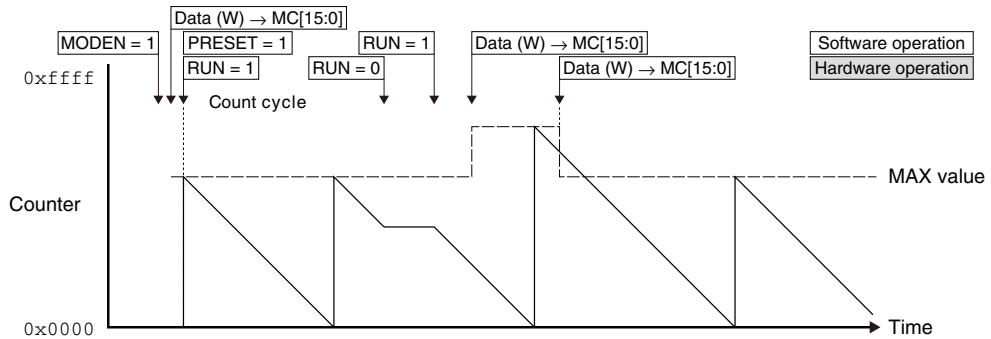 Data (W) → MC[15:0]
MODEN = 1
PRESET = 1
RUN = 1
Data (W) → MC[15:0]
Software operation
RUN = 1
RUN = 0
Data (W) → MC[15:0]
Hardware operation
0xffff
Count cycle
MAX value
Counter
0x0000
Time